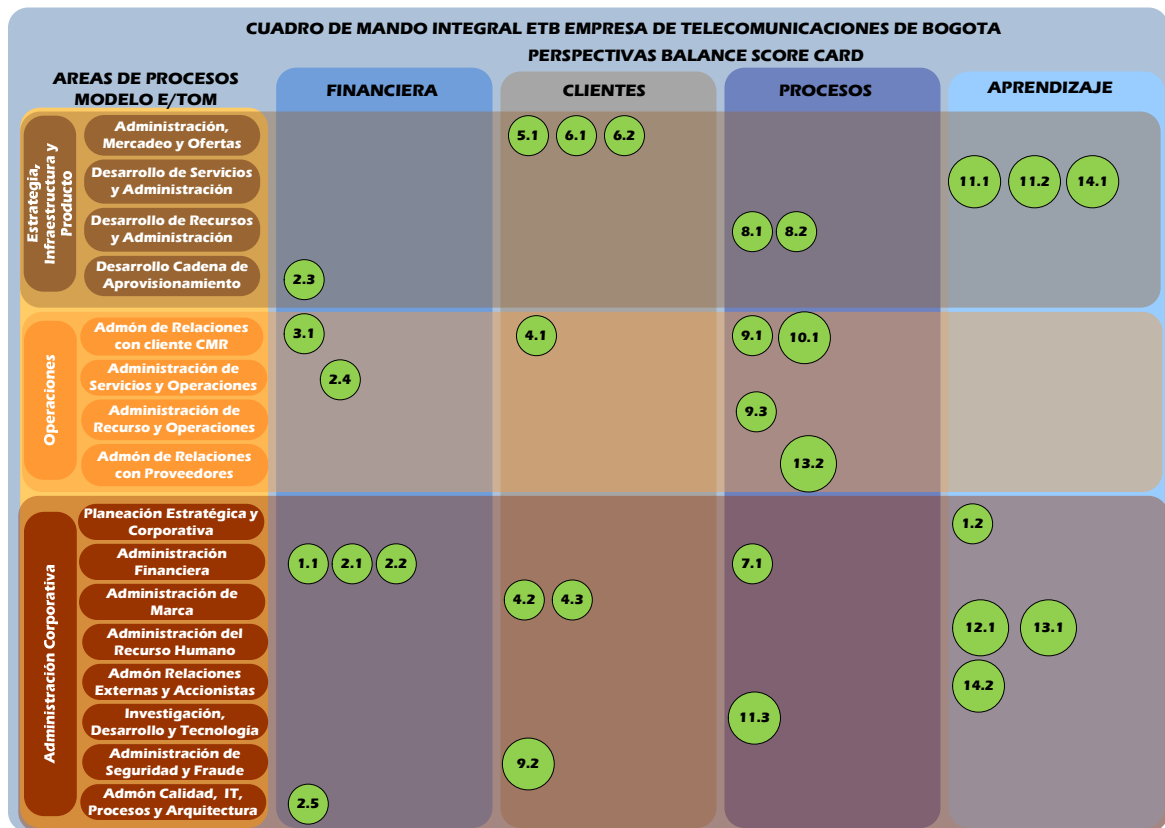 CUADRO DE MANDO INTEGRAL ETB EMPRESA DE TELECOMUNICACIONES DE BOGOTA
PERSPECTIVAS BALANCE SCORE CARD
AREAS DE PROCESOS
MODELO E/TOM
FINANCIERA
CLIENTES
PROCESOS
APRENDIZAJE
Estrategia,
Infraestructura y
Producto
Administración,
Mercadeo y Ofertas
5.1 6.1 6.2
Desarrollo de Servicios
y Administración
11.1 11.2 14.1
Desarrollo de Recursos
y Administración
8.1 8.2
Desarrollo Cadena de
Aprovisionamiento
2.3
Operaciones
Admón de Relaciones
con cliente CMR
3.1 4.1 9.1 10.1
Administración de
Servicios y Operaciones
2.4
Administración de
Recurso y Operaciones
9.3
Admón de Relaciones
con Proveedores
13.2
Administración Corporativa
Planeación Estratégica y
Corporativa
1.2
Administración
Financiera
1.1 2.1 2.2 7.1
Administración de
Marca
4.2 4.3
Administración del
Recurso Humano
12.1 13.1
Admón Relaciones
Externas y Accionistas
14.2
Investigación,
Desarrollo y Tecnología
11.3
Administración de
Seguridad y Fraude
9.2
Admón Calidad, IT,
Procesos y Arquitectura
2.5